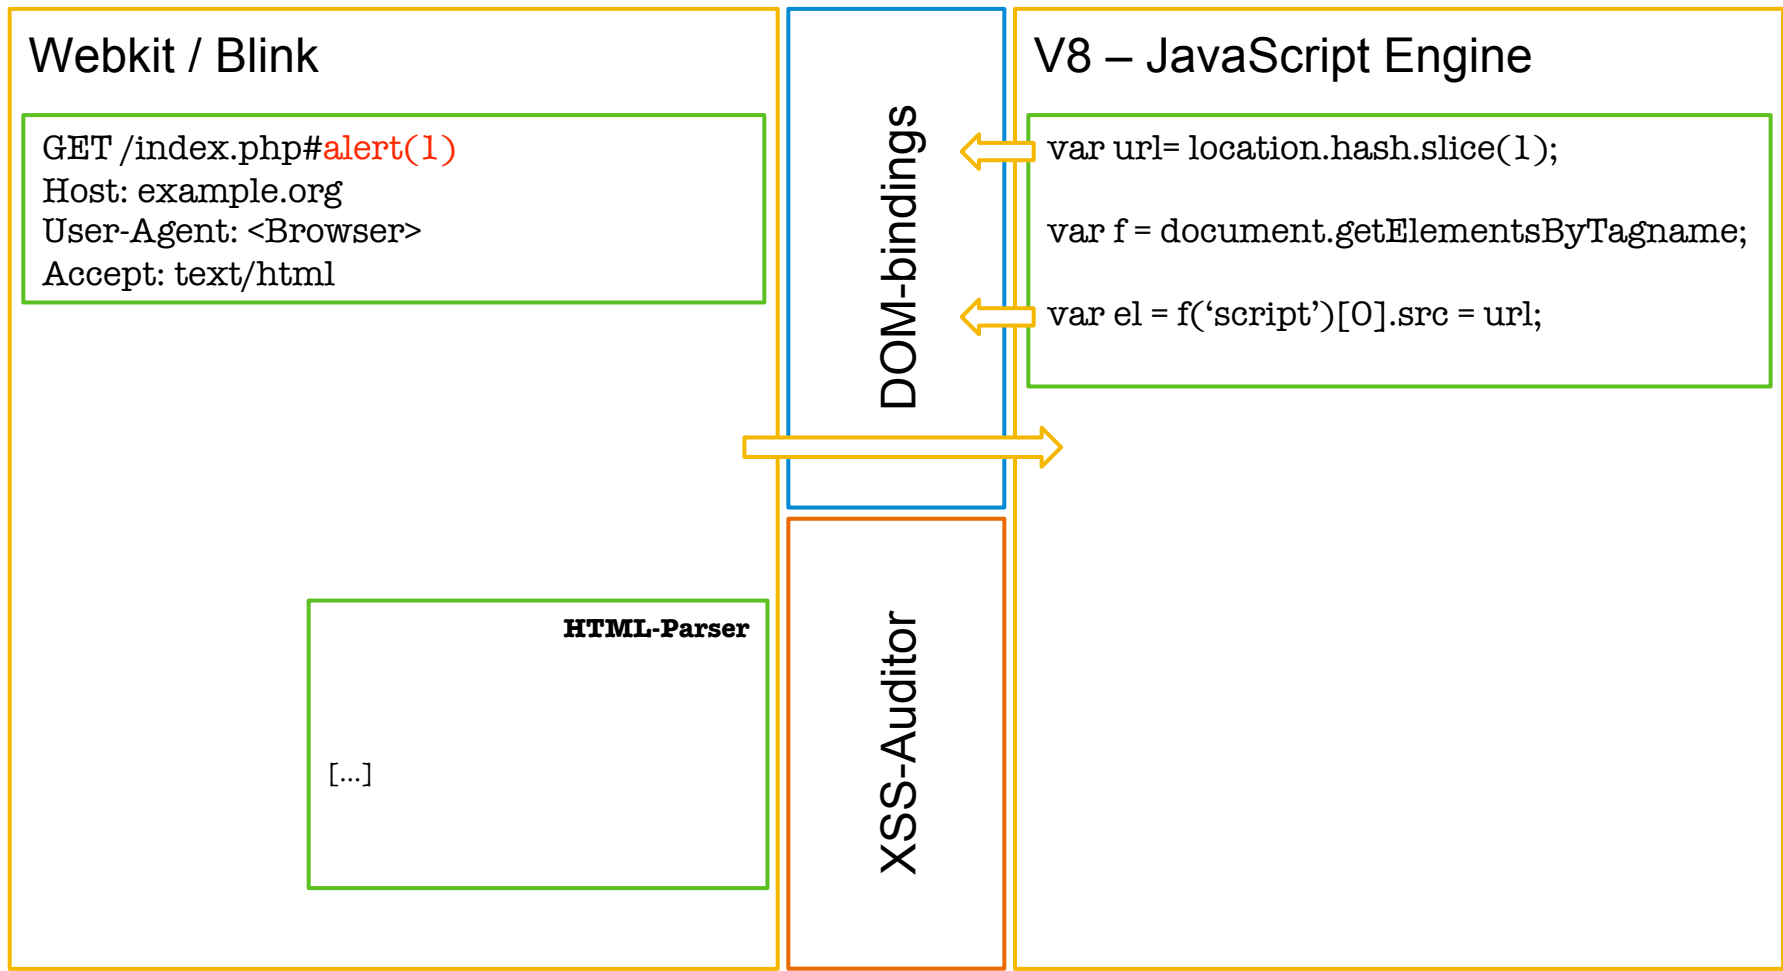 Webkit / Blink
GET /index.php#alert(1)
Host: example.org
User-Agent: <Browser>
Accept: text/html
HTML-Parser
[...]
DOM-bindings
XSS-Auditor
V8 – JavaScript Engine
var url= location.hash.slice(1);
var f = document.getElementsByTagname;
var el = f(‘script’)[0].src = url;